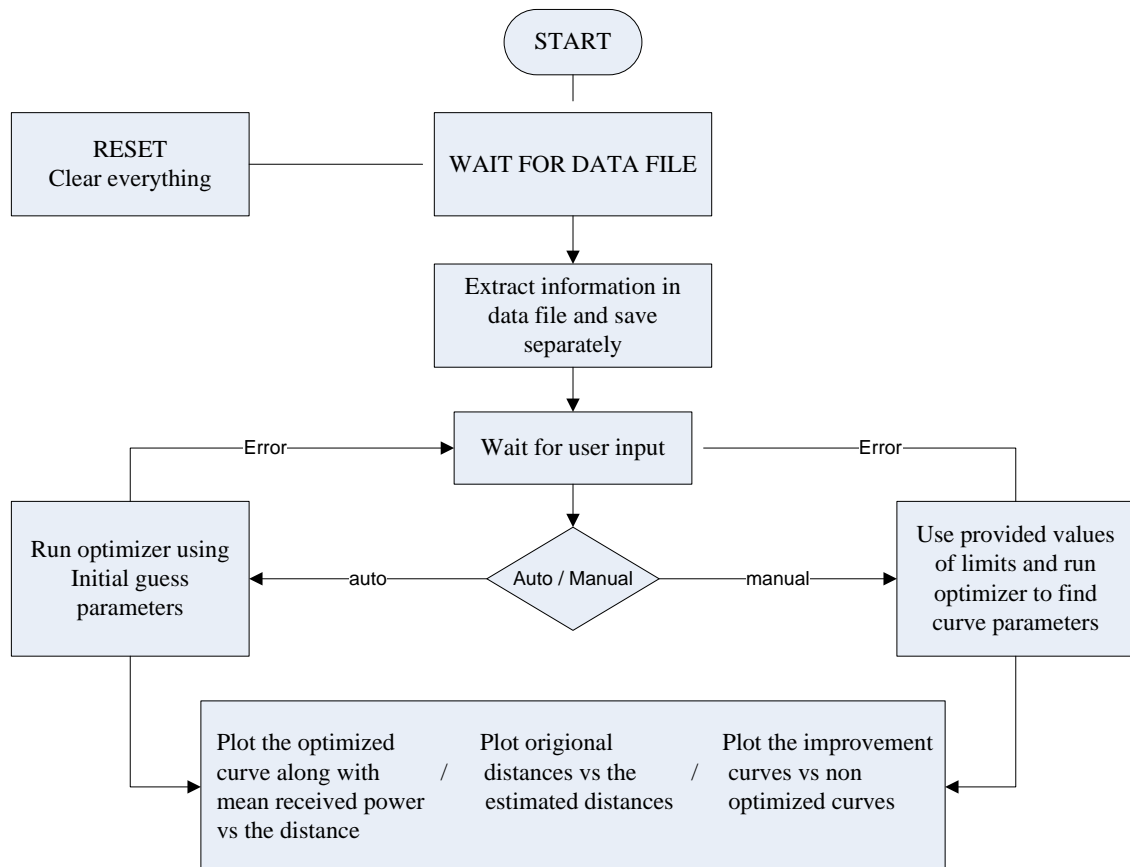 START
RESET
Clear everything
WAIT FOR DATA FILE
Extract information in
data file and save
separately
Error
Wait for user input
Error
Run optimizer using
Initial guess
parameters
auto
Auto / Manual
manual
Use provided values
of limits and run
optimizer to find
curve parameters
Plot the optimized
curve along with
mean received power
vs the distance
/
Plot origional
distances vs the
estimated distances
/
Plot the improvement
curves vs non
optimized curves